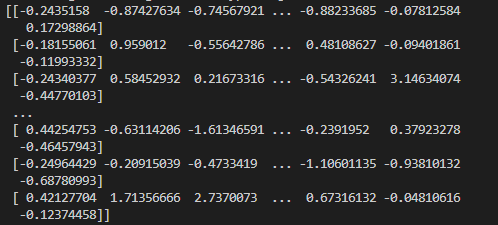 [[-0.2435158  -0.87427634 -0.74567921 ... -0.88233685 -0.07812584
   0.17298864]
 [-0.18155061  0.959012   -0.55642786 ...  0.48108627 -0.09401861
  -0.11993332]
 [-0.24340377  0.58452932  0.21673316 ... -0.54326241  3.14634074
  -0.44770103]
 ...
 [ 0.44254753 -0.63114206 -1.61346591 ... -0.2391952   0.37923278
  -0.46457943]
 [-0.24964429 -0.20915039 -0.4733419  ... -1.10601135 -0.93810132
  -0.68780993]
 [ 0.42127704  1.71356666  2.7370073  ...  0.67316132 -0.04810616
  -0.12374458]]